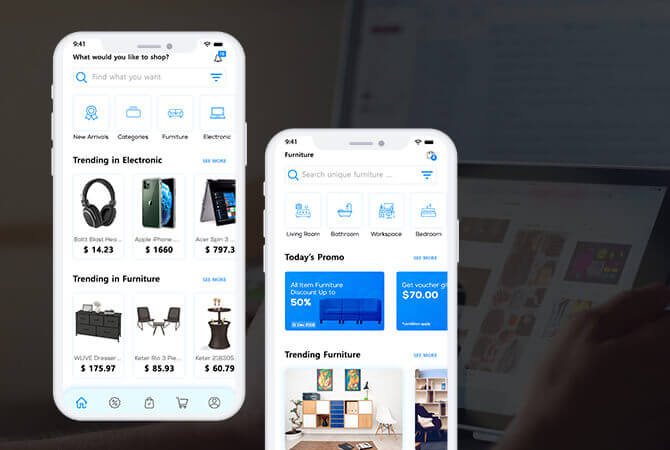 9:41
What would you like to shop?
Find what you want
New Arrivals
Categories
Furniture
Electronic
Trending in Electronic
SEE MORE
Boltt Blast Hea...
Apple iPhone ...
Acer Spin 3
$ 14.23
$ 1660
$ 797.3
Trending in Furniture
SEE MORE
WLIVE Dresser...
Keter Rio 3 Pie...
Keter 218305
$ 175.97
$ 85.93
$ 60.79
9:41
Furniture
Search unique furniture ...
Living Room
Bathroom
Workspace
Bedroom
Today's Promo
SEE MORE
All Item Furniture
Discount Up to
50%
Get voucher gi
$70.00
*condition apply
Trending Furniture
SEE MORE